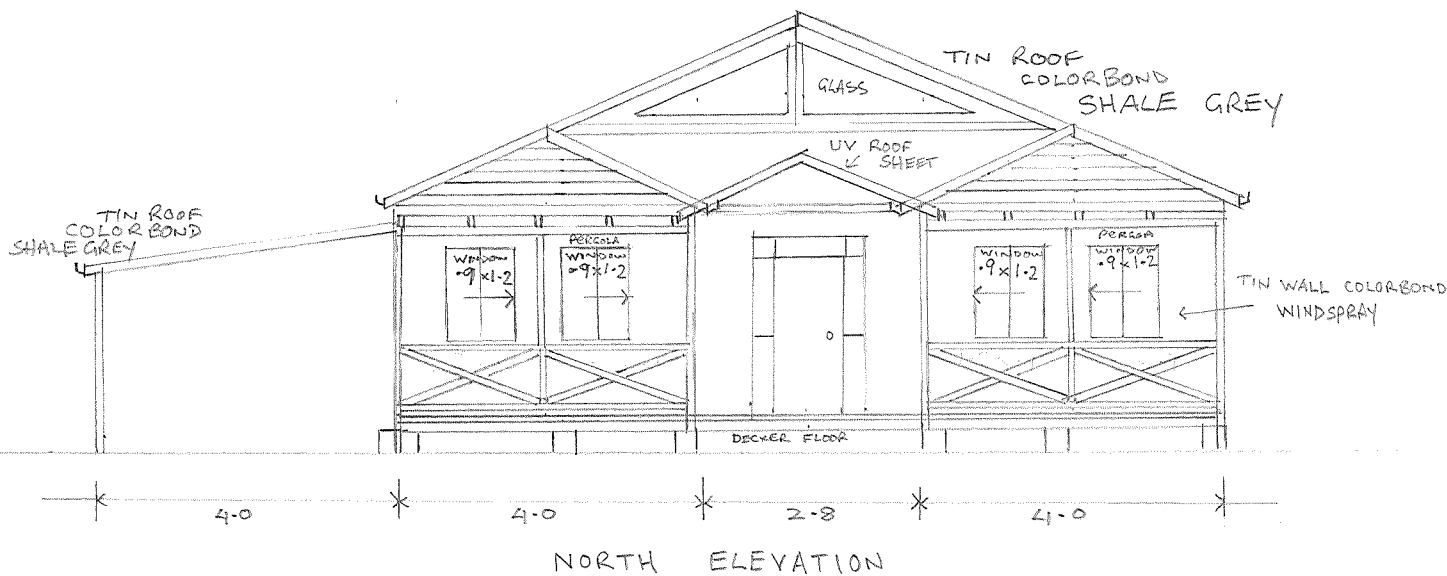 TIN ROOF
COLORBOND
SHALE GREY
GLASS
UV ROOF
SHEET
TIN ROOF
COLORBOND
SHALE GREY
PERGOLA
WINDOW
.9 x 1.2
WINDOW
.9 x 1.2
PERGOLA
WINDOW
.9 x 1.2
WINDOW
.9 x 1.2
TIN WALL COLORBOND
WINDSPRAY
DECKER FLOOR
4.0
4.0
2.8
4.0
NORTH ELEVATION